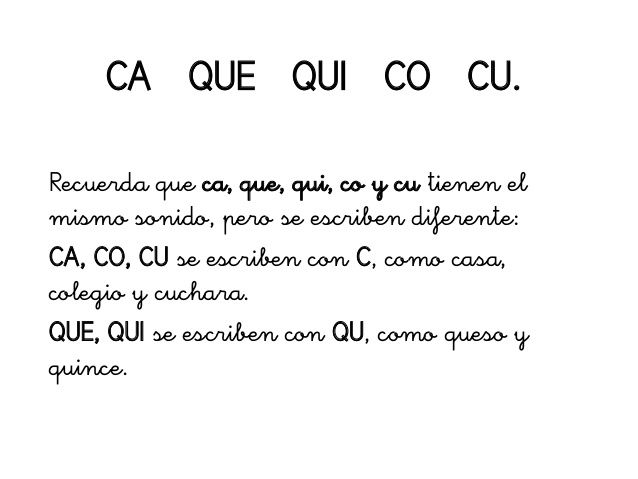 CA QUE QUI CO CU.
Recuerda que ca, que, qui, co y cu tienen el
mismo sonido, pero se escriben diferente:
CA, CO, CU se escriben con C, como casa,
colegio y cuchara.
QUE, QUI se escriben con QU, como queso y
quince.